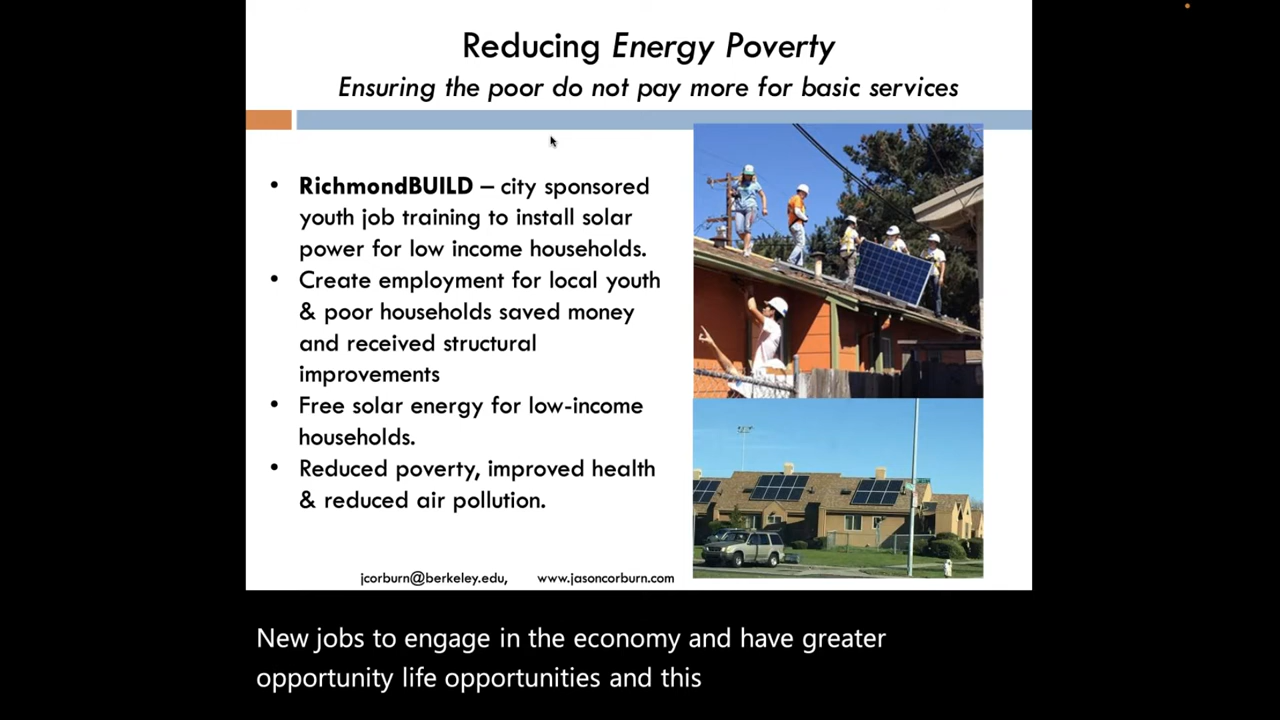 Reducing Energy Poverty
Ensuring the poor do not pay more for basic services
• RichmondBUILD – city sponsored
youth job training to install solar
power for low income households.
• Create employment for local youth
& poor households saved money
and received structural
improvements
• Free solar energy for low-income
households.
• Reduced poverty, improved health
& reduced air pollution.
jcorburn@berkeley.edu, www.jasoncorburn.com
New jobs to engage in the economy and have greater
opportunity life opportunities and this